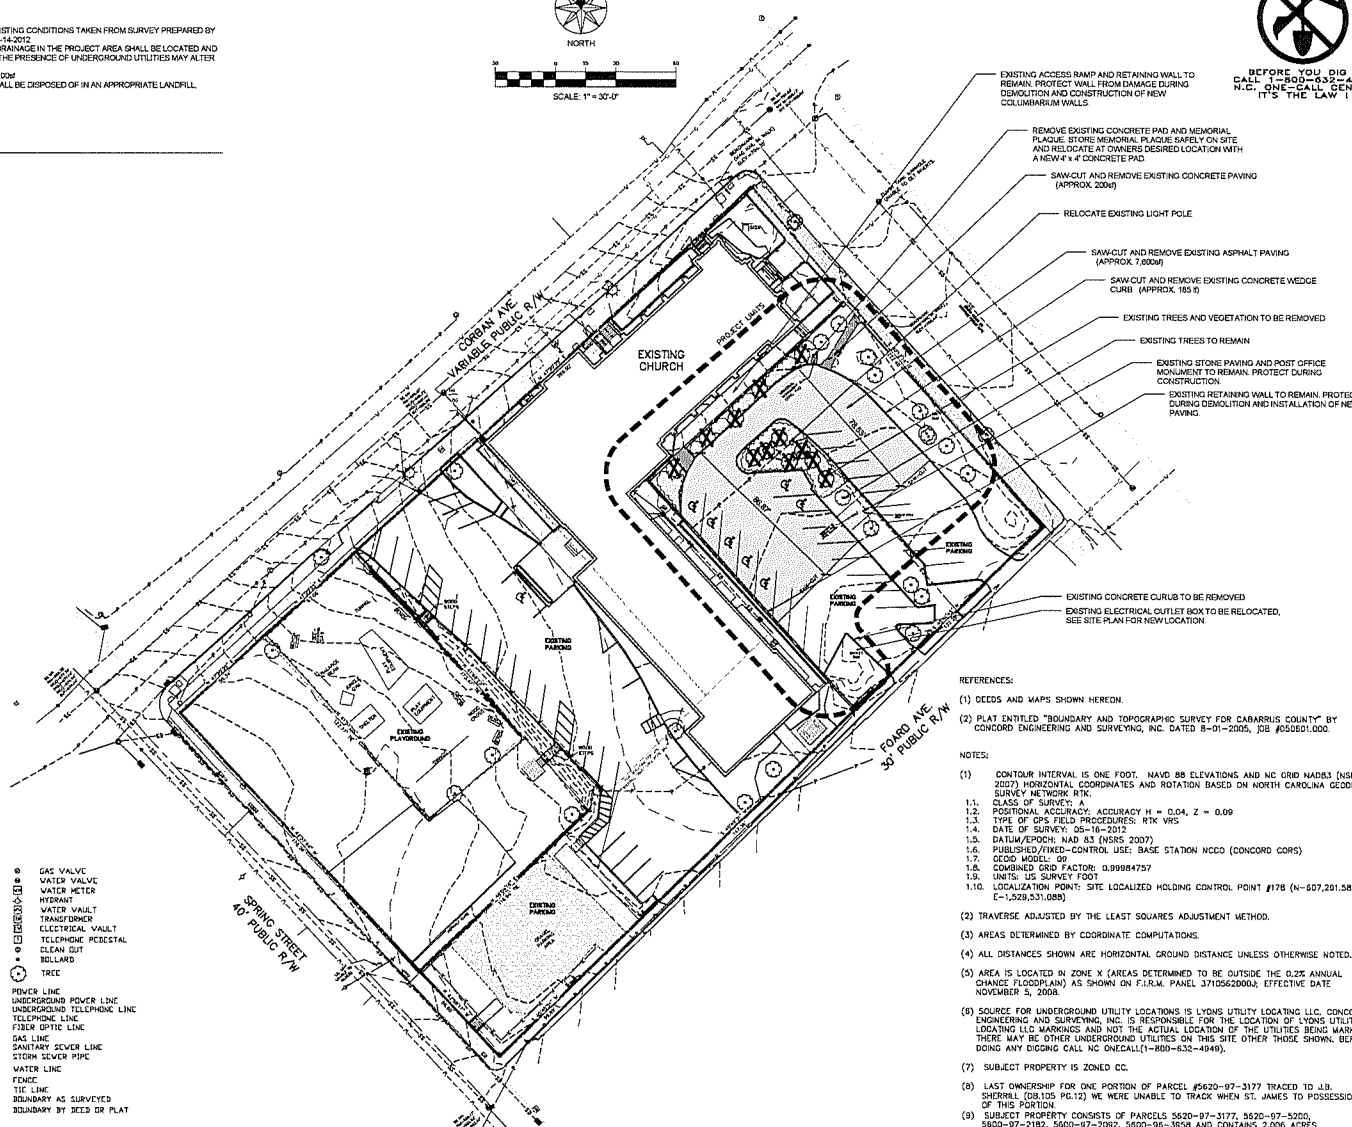 ISTING CONDITIONS TAKEN FROM SURVEY PREPARED BY
-14-2012
DRAINAGE IN THE PROJECT AREA SHALL BE LOCATED AND
THE PRESENCE OF UNDERGROUND UTILITIES MAY ALTER
00sf
ALL BE DISPOSED OF IN AN APPROPRIATE LANDFILL,
NORTH
30 0 15 30 60
SCALE: 1" = 30'-0"
BEFORE YOU DIG
CALL 1-800-632-4
N.C. ONE-CALL CEN
IT'S THE LAW !
EXISTING ACCESS RAMP AND RETAINING WALL TO
REMAIN. PROTECT WALL FROM DAMAGE DURING
DEMOLITION AND CONSTRUCTION OF NEW
COLUMBARIUM WALLS.
REMOVE EXISTING CONCRETE PAD AND MEMORIAL
PLAQUE. STORE MEMORIAL PLAQUE SAFELY ON SITE
AND RELOCATE AT OWNERS DESIRED LOCATION WITH
A NEW 4' x 4' CONCRETE PAD.
SAW-CUT AND REMOVE EXISTING CONCRETE PAVING
(APPROX. 200sf)
RELOCATE EXISTING LIGHT POLE
SAW-CUT AND REMOVE EXISTING ASPHALT PAVING
(APPROX. 7,600sf)
SAW-CUT AND REMOVE EXISTING CONCRETE WEDGE
CURB (APPROX. 185 lf)
EXISTING TREES AND VEGETATION TO BE REMOVED
EXISTING TREES TO REMAIN
EXISTING STONE PAVING AND POST OFFICE
MONUMENT TO REMAIN. PROTECT DURING
CONSTRUCTION.
EXISTING RETAINING WALL TO REMAIN. PROTEC
DURING DEMOLITION AND INSTALLATION OF NE
PAVING.
SIGN
CORBAN AVE.
VARIABLE PUBLIC R/W
PROJECT LIMITS
EXISTING
CHURCH
EXISTING
PARKING
EXISTING
PARKING
WOOD
STEPS
EXISTING
PARKING
EXISTING
PLAYGROUND
WOOD
STEPS
EXISTING
PARKING
FOARD AVE.
30' PUBLIC R/W
SPRING STREET
40' PUBLIC R/W
EXISTING CONCRETE CURUB TO BE REMOVED
EXISTING ELECTRICAL OUTLET BOX TO BE RELOCATED,
SEE SITE PLAN FOR NEW LOCATION.
REFERENCES:
(1) DEEDS AND MAPS SHOWN HEREON.
(2) PLAT ENTITLED "BOUNDARY AND TOPOGRAPHIC SURVEY FOR CABARRUS COUNTY" BY
CONCORD ENGINEERING AND SURVEYING, INC. DATED 8-01-2005, JOB #050601.000.
NOTES:
(1) CONTOUR INTERVAL IS ONE FOOT. NAVD 88 ELEVATIONS AND NC GRID NAD83 (NSR
2007) HORIZONTAL COORDINATES AND ROTATION BASED ON NORTH CAROLINA GEODE
SURVEY NETWORK RTK.
1.1. CLASS OF SURVEY: A
1.2. POSITIONAL ACCURACY: ACCURACY H = 0.04, Z = 0.09
1.3. TYPE OF GPS FIELD PROCEDURES: RTK VRS
1.4. DATE OF SURVEY: 05-16-2012
1.5. DATUM/EPOCH: NAD 83 (NSRS 2007)
1.6. PUBLISHED/FIXED-CONTROL USE: BASE STATION NCCO (CONCORD CORS)
1.7. GEOID MODEL: 09
1.8. COMBINED GRID FACTOR: 0.99984757
1.9. UNITS: US SURVEY FOOT
1.10. LOCALIZATION POINT: SITE LOCALIZED HOLDING CONTROL POINT #178 (N-607,291.58
E-1,529,531.088)
(2) TRAVERSE ADJUSTED BY THE LEAST SQUARES ADJUSTMENT METHOD.
(3) AREAS DETERMINED BY COORDINATE COMPUTATIONS.
(4) ALL DISTANCES SHOWN ARE HORIZONTAL GROUND DISTANCE UNLESS OTHERWISE NOTED.
(5) AREA IS LOCATED IN ZONE X (AREAS DETERMINED TO BE OUTSIDE THE 0.2% ANNUAL
CHANCE FLOODPLAIN) AS SHOWN ON F.I.R.M. PANEL 3710562000J; EFFECTIVE DATE
NOVEMBER 5, 2008.
(6) SOURCE FOR UNDERGROUND UTILITY LOCATIONS IS LYONS UTILITY LOCATING LLC, CONCO
ENGINEERING AND SURVEYING, INC. IS RESPONSIBLE FOR THE LOCATION OF LYONS UTILIT
LOCATING LLC MARKINGS AND NOT THE ACTUAL LOCATION OF THE UTILITIES BEING MARK
THERE MAY BE OTHER UNDERGROUND UTILITIES ON THIS SITE OTHER THOSE SHOWN. BEF
DOING ANY DIGGING CALL NC ONECALL(1-800-632-4949).
(7) SUBJECT PROPERTY IS ZONED CC.
(8) LAST OWNERSHIP FOR ONE PORTION OF PARCEL #5620-97-3177 TRACED TO J.B.
SHERRILL (DB.105 PG.12) WE WERE UNABLE TO TRACK WHEN ST. JAMES TO POSSESSIO
OF THIS PORTION.
(9) SUBJECT PROPERTY CONSISTS OF PARCELS 5620-97-3177, 5620-97-5200,
5600-97-2182, 5600-97-2092, 5600-96-3958 AND CONTAINS 2.006 ACRES
GAS VALVE
WATER VALVE
WATER METER
HYDRANT
WATER VAULT
TRANSFORMER
ELECTRICAL VAULT
TELEPHONE PEDESTAL
CLEAN OUT
BOLLARD
TREE
POWER LINE
UNDERGROUND POWER LINE
UNDERGROUND TELEPHONE LINE
TELEPHONE LINE
FIBER OPTIC LINE
GAS LINE
SANITARY SEWER LINE
STORM SEWER PIPE
WATER LINE
FENCE
TIE LINE
BOUNDARY AS SURVEYED
BOUNDARY BY DEED OR PLAT